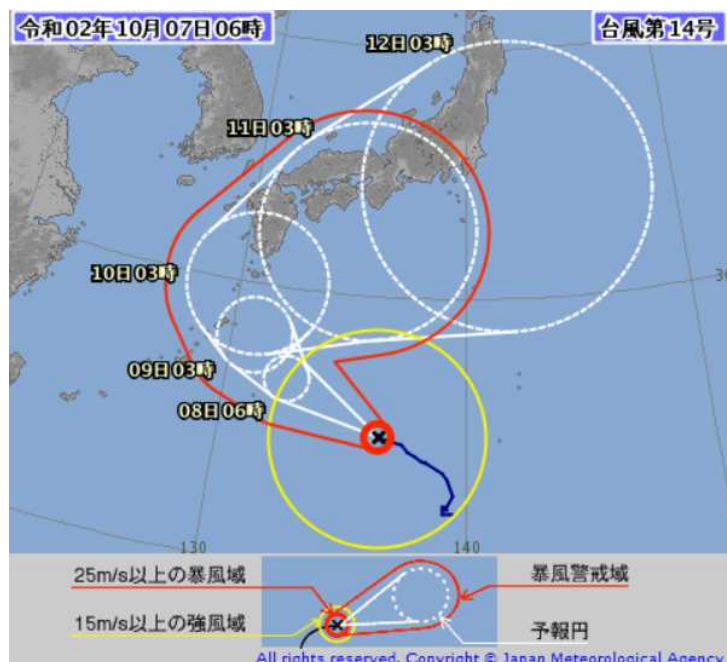 令和02年10月07日06時
台風第14号
12日03時
11日03時
10日03時
09日03時
08日06時
130
140
25m/s以上の暴風域
暴風警戒域
15m/s以上の強風域
予報円
All rights reserved. Copyright © Japan Meteorological Agency